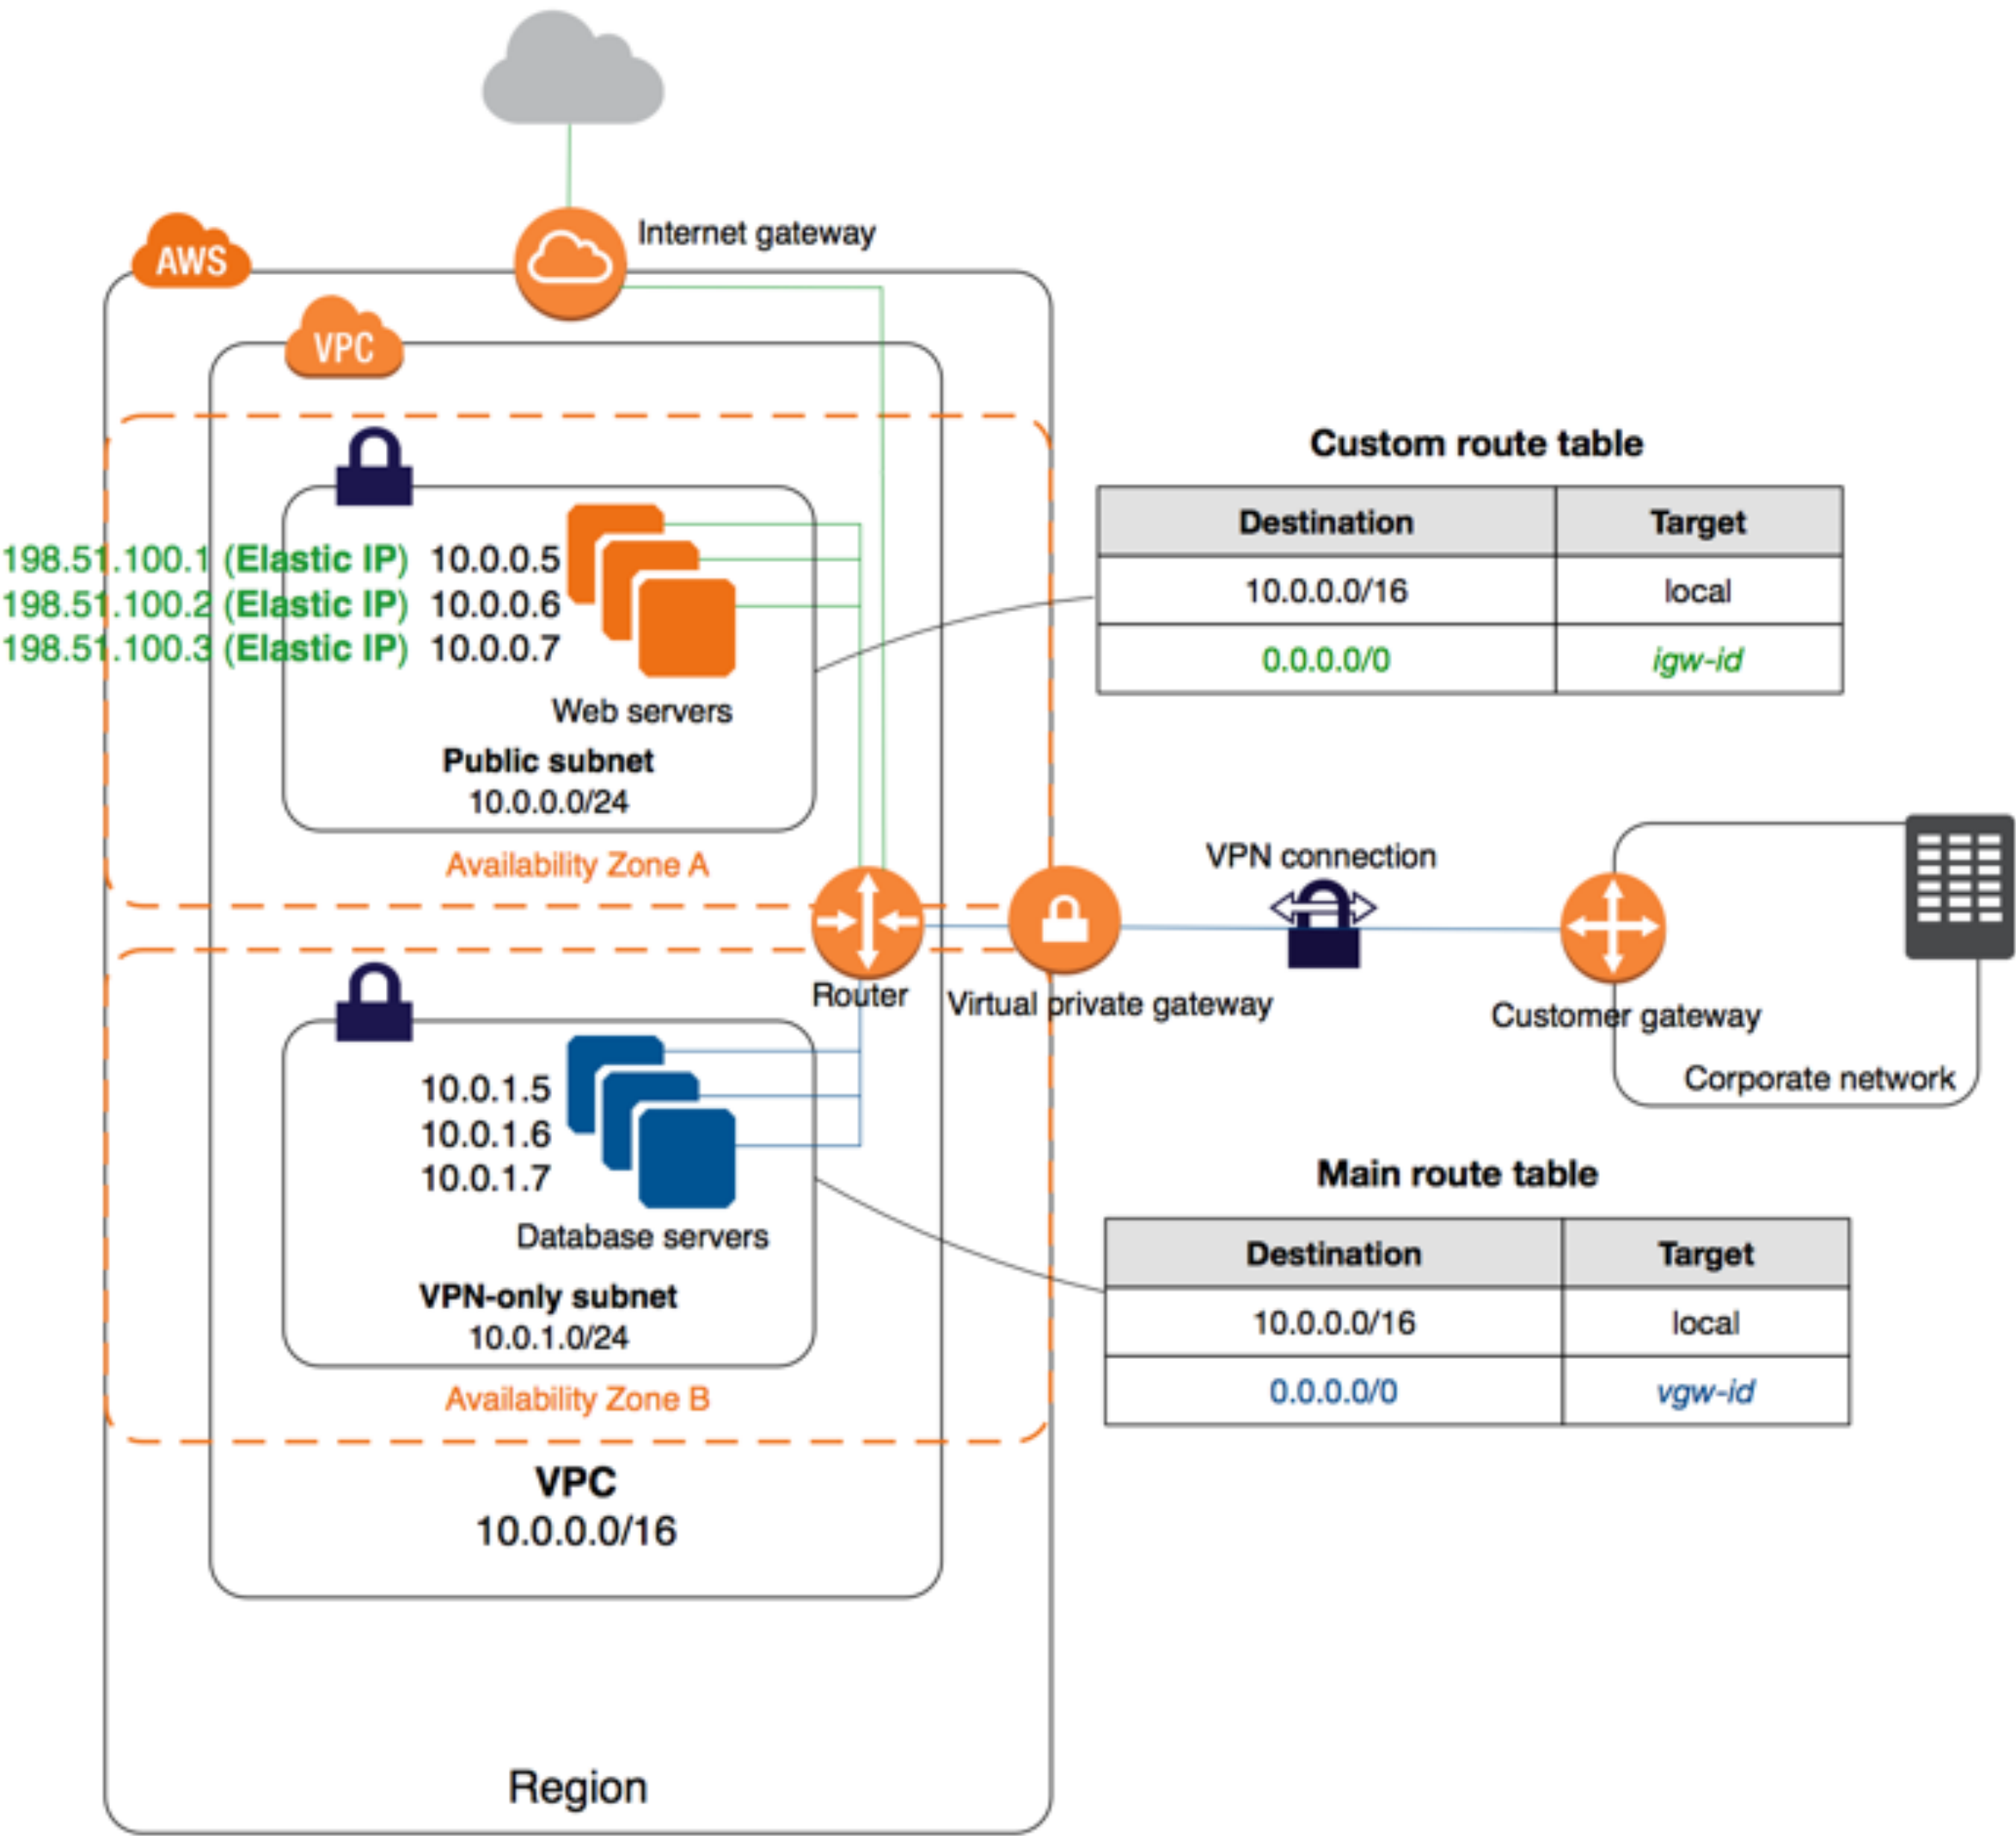 Internet gateway
AWS
VPC
198.51.100.1 (Elastic IP) 10.0.0.5
198.51.100.2 (Elastic IP) 10.0.0.6
198.51.100.3 (Elastic IP) 10.0.0.7
Web servers
Public subnet
10.0.0.0/24
Availability Zone A
Custom route table
Destination Target
10.0.0.0/16 local
0.0.0.0/0 igw-id
Router
Virtual private gateway
VPN connection
Customer gateway
Corporate network
10.0.1.5
10.0.1.6
10.0.1.7
Database servers
VPN-only subnet
10.0.1.0/24
Availability Zone B
Main route table
Destination Target
10.0.0.0/16 local
0.0.0.0/0 vgw-id
VPC
10.0.0.0/16
Region